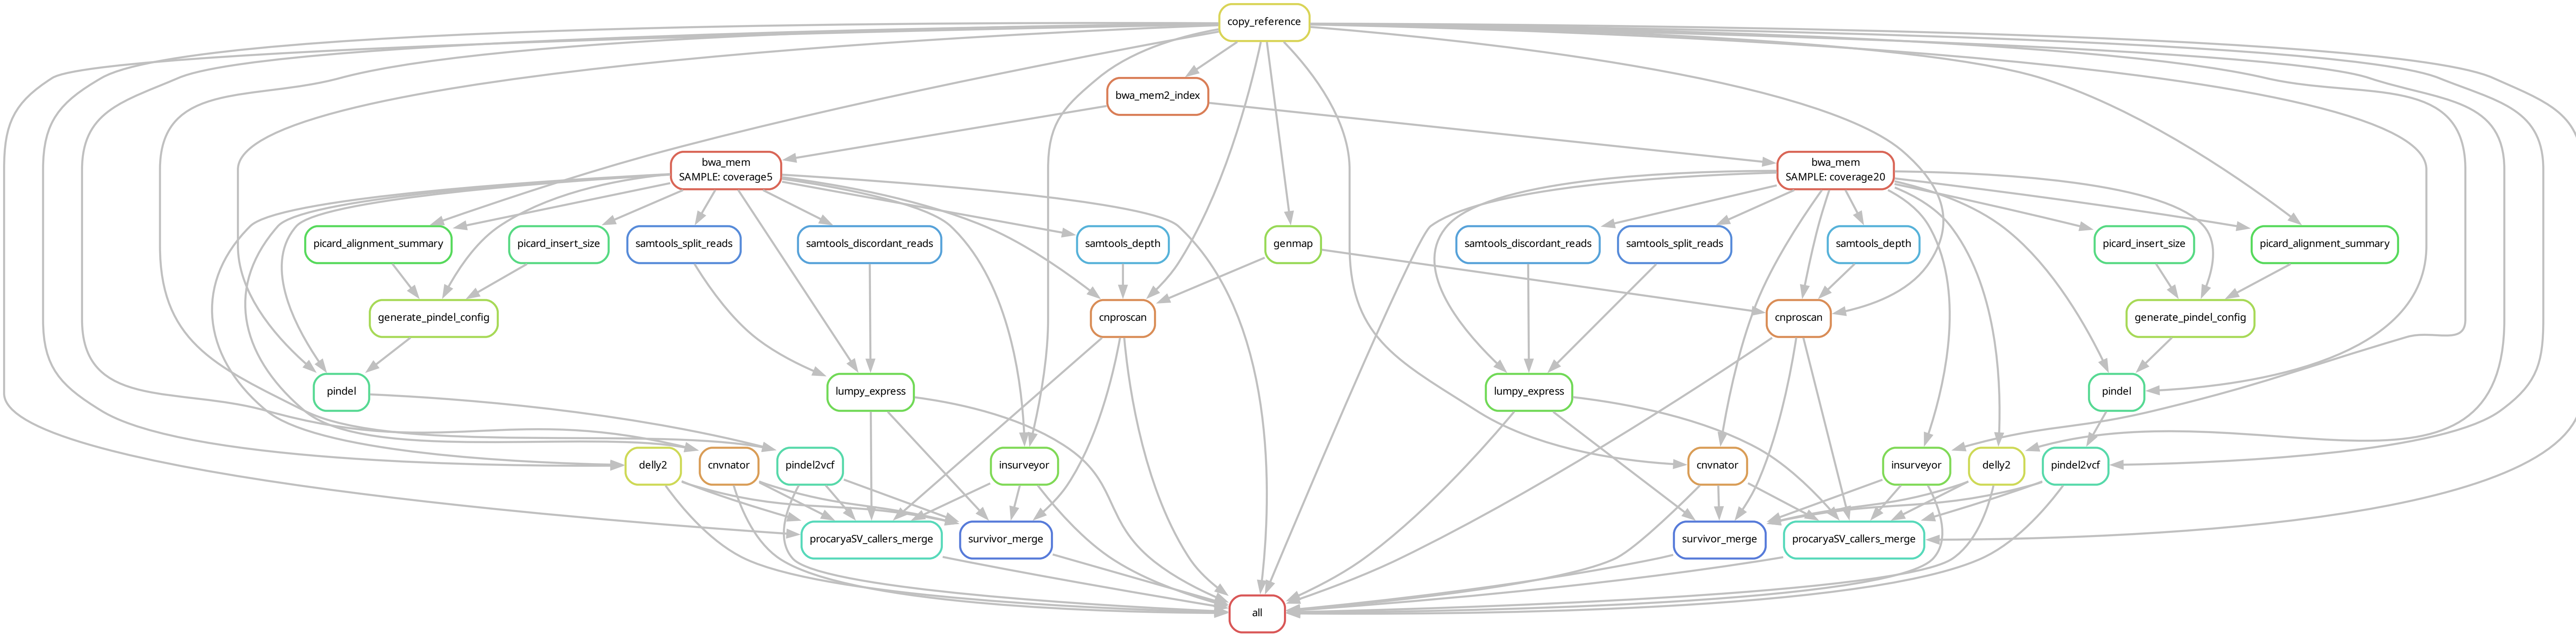 copy_reference
bwa_mem2_index
bwa_mem
SAMPLE: coverage5
bwa_mem
SAMPLE: coverage20
picard_alignment_summary
picard_insert_size
samtools_split_reads
samtools_discordant_reads
samtools_depth
genmap
samtools_discordant_reads
samtools_split_reads
samtools_depth
picard_insert_size
picard_alignment_summary
generate_pindel_config
cnproscan
cnproscan
generate_pindel_config
pindel
lumpy_express
lumpy_express
pindel
delly2
cnvnator
pindel2vcf
insurveyor
cnvnator
insurveyor
delly2
pindel2vcf
procaryaSV_callers_merge
survivor_merge
survivor_merge
procaryaSV_callers_merge
all